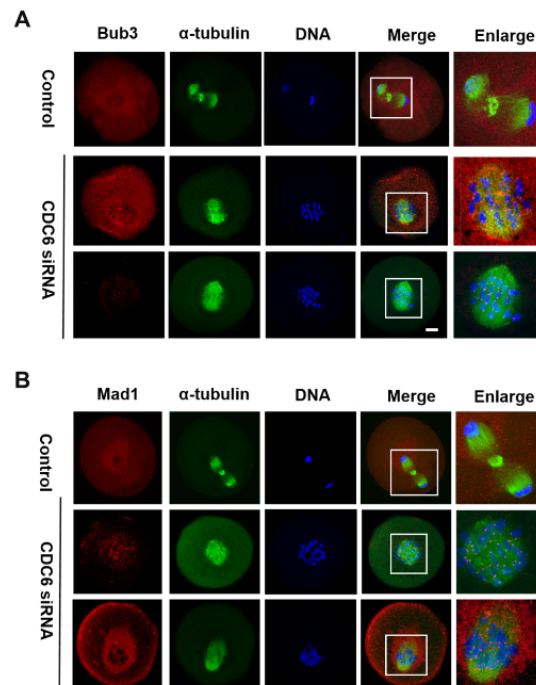 A
Bub3 α-tubulin DNA Merge Enlarge
Control
CDC6 siRNA
B
Mad1 α-tubulin DNA Merge Enlarge
Control
CDC6 siRNA